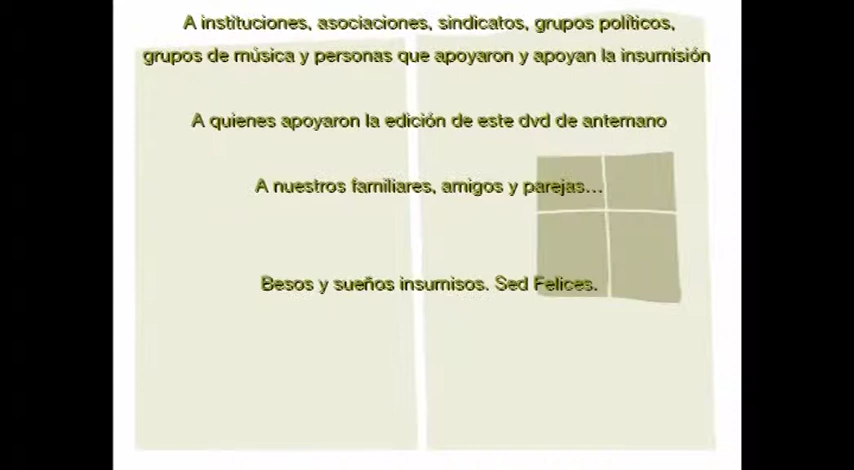 A instituciones, asociaciones, sindicatos, grupos políticos,
grupos de música y personas que apoyaron y apoyan la insumisión
A quienes apoyaron la edición de este dvd de antemano
A nuestros familiares, amigos y parejas...
Besos y sueños insumisos. Sed Felices.